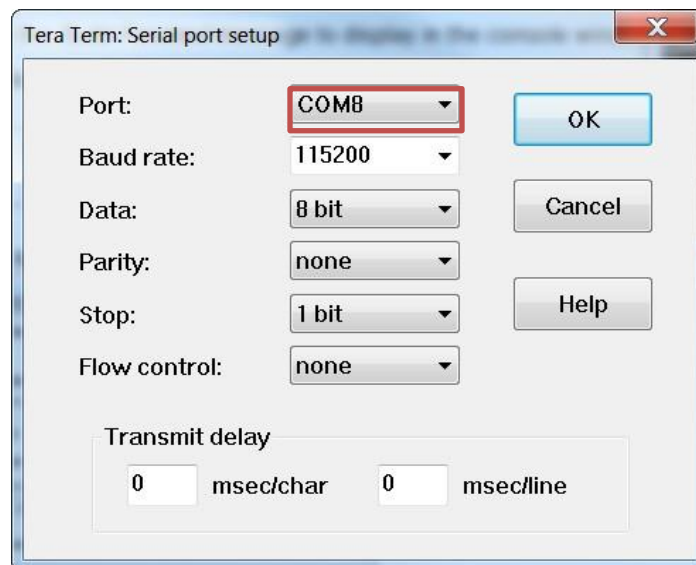 Tera Term: Serial port setup
Port: COM8 OK
Baud rate: 115200
Data: 8 bit Cancel
Parity: none
Stop: 1 bit Help
Flow control: none
Transmit delay
0 msec/char 0 msec/line